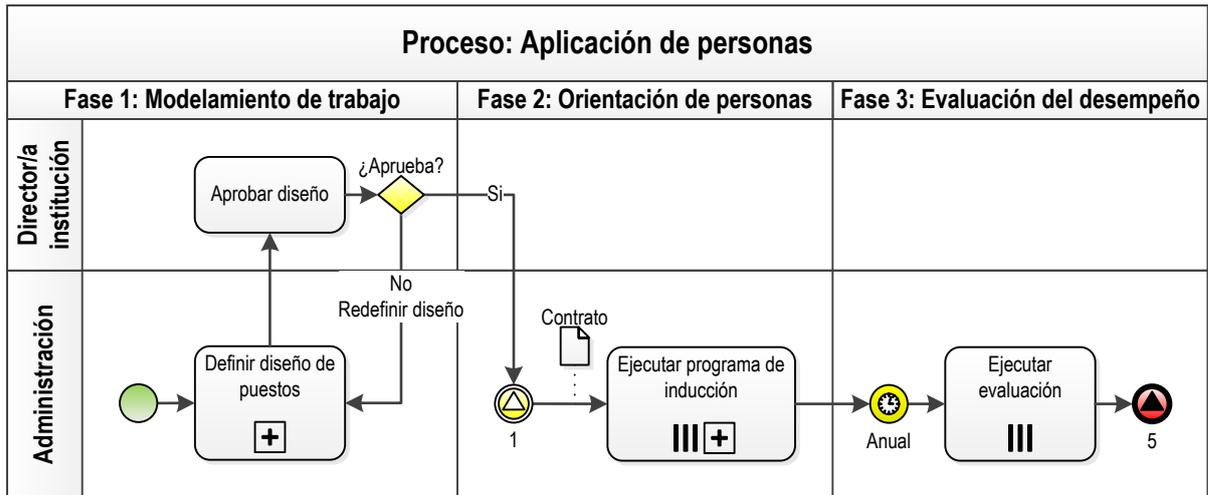 Proceso: Aplicación de personas
Fase 1: Modelamiento de trabajo
Fase 2: Orientación de personas
Fase 3: Evaluación del desempeño
Director/a
institución
Aprobar diseño
¿Aprueba?
Si
No
Redefinir diseño
Administración
Definir diseño de
puestos
1
Contrato
Ejecutar programa de
inducción
Anual
Ejecutar
evaluación
5